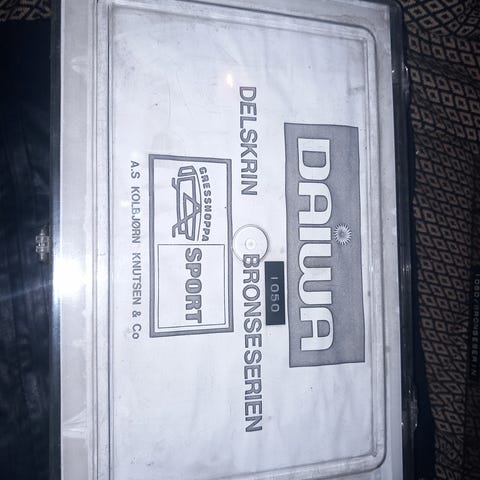 DAIWA
1050
DELSKRIN BRONSESERIEN
GRESSHOPPA
SPORT
A.S KOLBJØRN KNUTSEN & Co